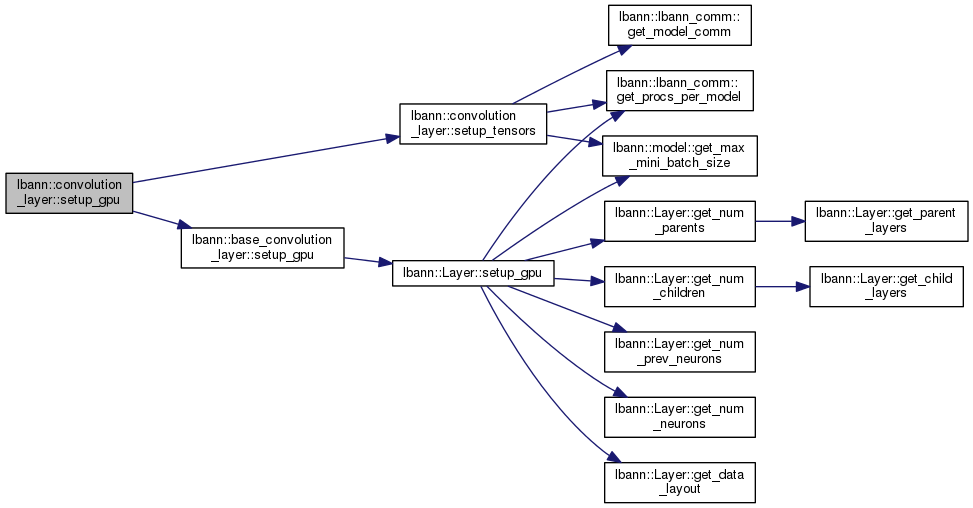 lbann::convolution
_layer::setup_gpu
lbann::convolution
_layer::setup_tensors
lbann::base_convolution
_layer::setup_gpu
lbann::Layer::setup_gpu
lbann::lbann_comm::
get_model_comm
lbann::lbann_comm::
get_procs_per_model
lbann::model::get_max
_mini_batch_size
lbann::Layer::get_num
_parents
lbann::Layer::get_parent
_layers
lbann::Layer::get_num
_children
lbann::Layer::get_child
_layers
lbann::Layer::get_num
_prev_neurons
lbann::Layer::get_num
_neurons
lbann::Layer::get_data
_layout